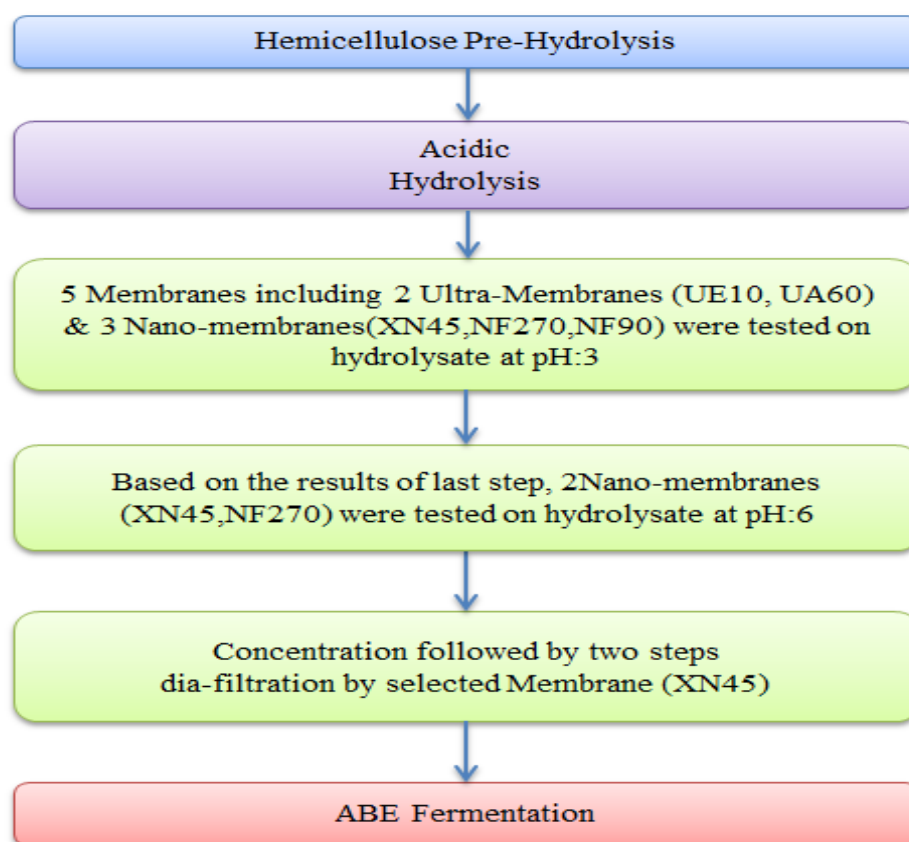 Hemicellulose Pre-Hydrolysis
Acidic
Hydrolysis
5 Membranes including 2 Ultra-Membranes (UE10, UA60)
& 3 Nano-membranes(XN45,NF270,NF90) were tested on
hydrolysate at pH:3
Based on the results of last step, 2Nano-membranes
(XN45,NF270) were tested on hydrolysate at pH:6
Concentration followed by two steps
dia-filtration by selected Membrane (XN45)
ABE Fermentation